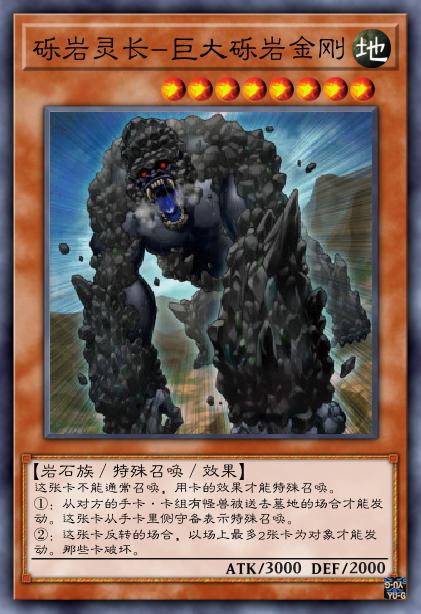 砾岩灵长-巨大砾岩金刚
地
【岩石族/特殊召唤/效果】
这张卡不能通常召唤，用卡的效果才能特殊召唤。
①：从对方的手卡·卡组有怪兽被送去墓地的场合才能发
动。这张卡从手卡里侧守备表示特殊召唤。
②：这张卡反转的场合，以场上最多2张卡为对象才能发
动。那些卡破坏。
ATK/3000 DEF/2000